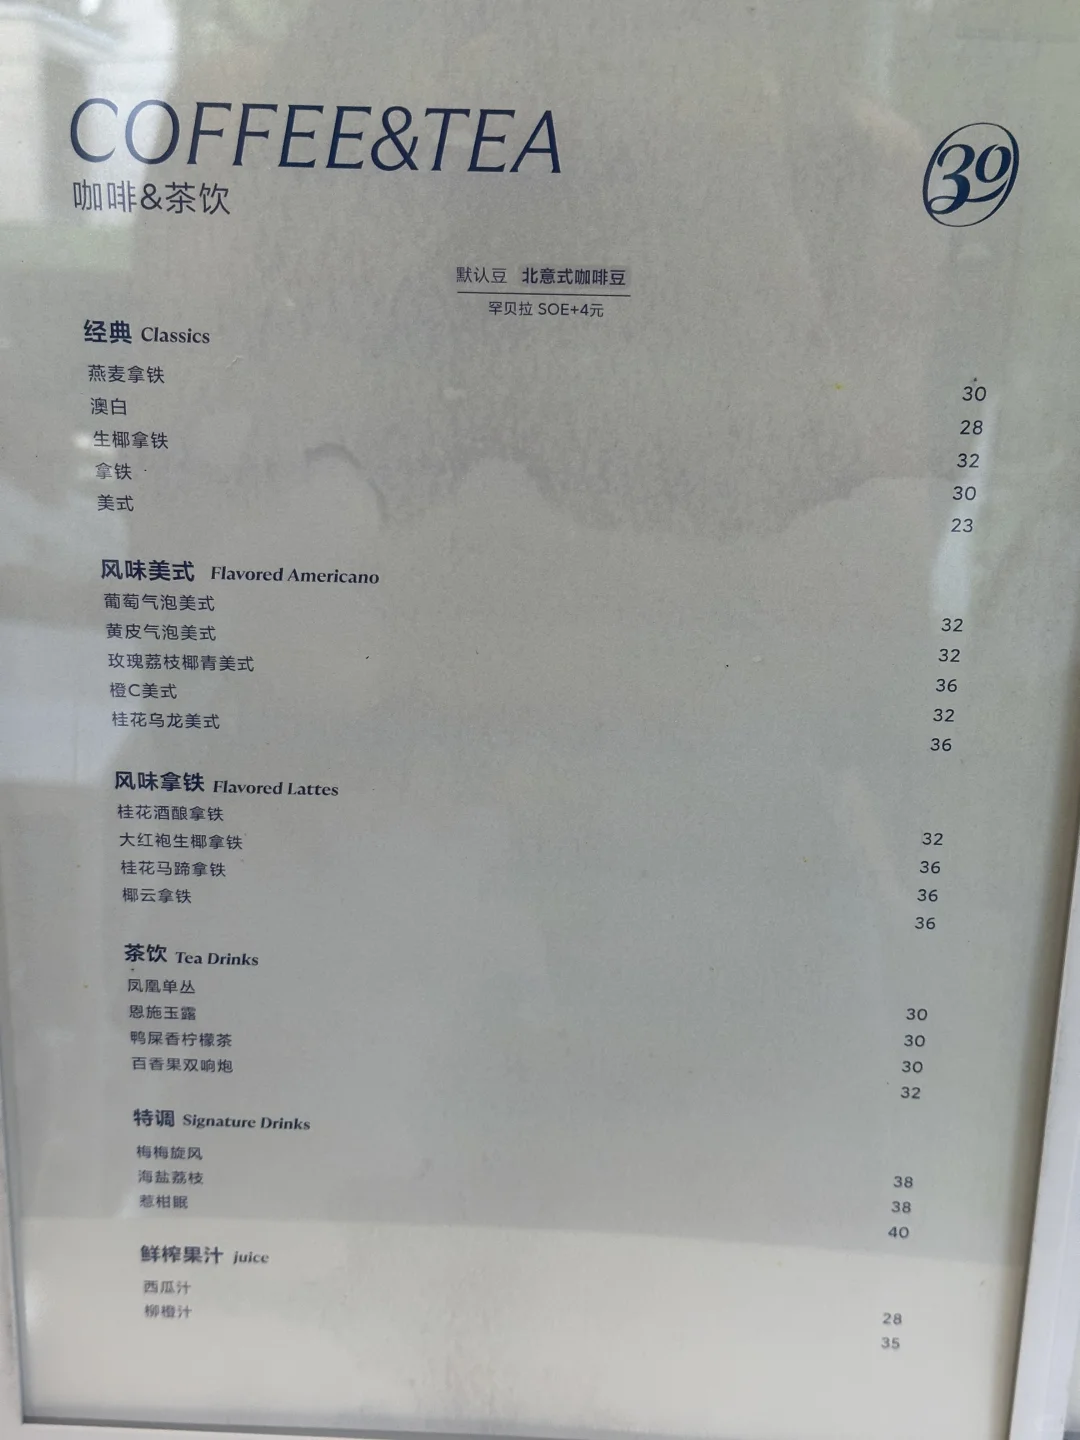 COFFEE&TEA
咖啡&茶饮
39
默认豆 北意式咖啡豆
罕贝拉 SOE+4元
经典 Classics
燕麦拿铁 30
澳白 28
生椰拿铁 32
拿铁 30
美式 23
风味美式 Flavored Americano
葡萄气泡美式 32
黄皮气泡美式 32
玫瑰荔枝椰青美式 36
橙C美式 32
桂花乌龙美式 36
风味拿铁 Flavored Lattes
桂花酒酿拿铁 32
大红袍生椰拿铁 36
桂花马蹄拿铁 36
椰云拿铁 36
茶饮 Tea Drinks
凤凰单丛 30
恩施玉露 30
鸭屎香柠檬茶 30
百香果双响炮 32
特调 Signature Drinks
梅梅旋风 38
海盐荔枝 38
惹柑眠 40
鲜榨果汁 juice
西瓜汁 28
柳橙汁 35